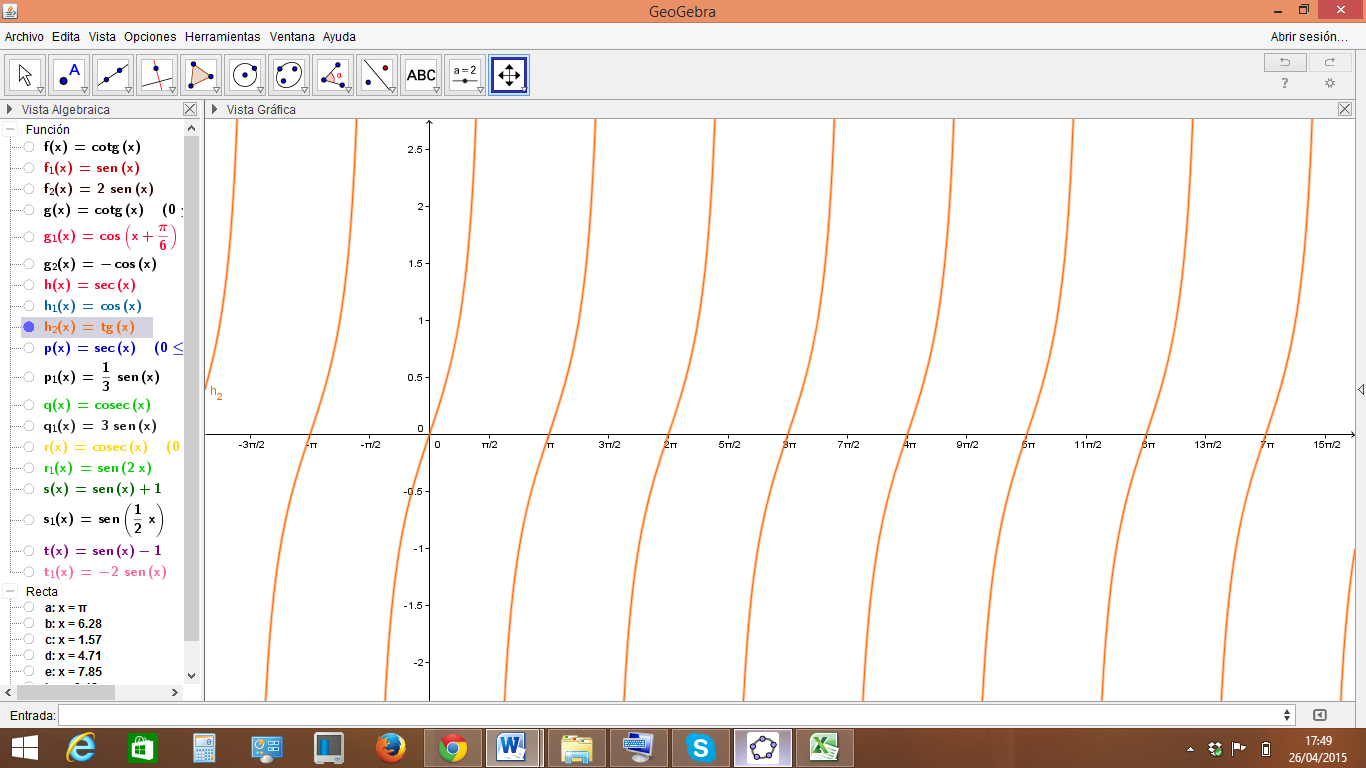 GeoGebra
Archivo Edita Vista Opciones Herramientas Ventana Ayuda Abrir sesión...
A α ABC a=2 ?
Vista Algebraica
Vista Gráfica
Función
f(x) = cotg (x)
f₁(x) = sen (x)
f₂(x) = 2 sen (x)
g(x) = cotg (x) (0
g₁(x) = cos (x + π/6)
g₂(x) = − cos (x)
h(x) = sec (x)
h₁(x) = cos (x)
h₂(x) = tg (x)
p(x) = sec (x) (0 ≤
p₁(x) = 1/3 sen (x)
q(x) = cosec (x)
q₁(x) = 3 sen (x)
r(x) = cosec (x) (0
r₁(x) = sen (2 x)
s(x) = sen (x) + 1
s₁(x) = sen (1/2 x)
t(x) = sen (x) − 1
t₁(x) = −2 sen (x)
Recta
a: x = π
b: x = 6.28
c: x = 1.57
d: x = 4.71
e: x = 7.85
2.5
2
1.5
1
0.5
0
-0.5
-1
-1.5
-2
h₂
-3π/2 -π -π/2 0 π/2 π 3π/2 2π 5π/2 3π 7π/2 4π 9π/2 5π 11π/2 6π 13π/2 7π 15π/2
Entrada:
17:49
26/04/2015